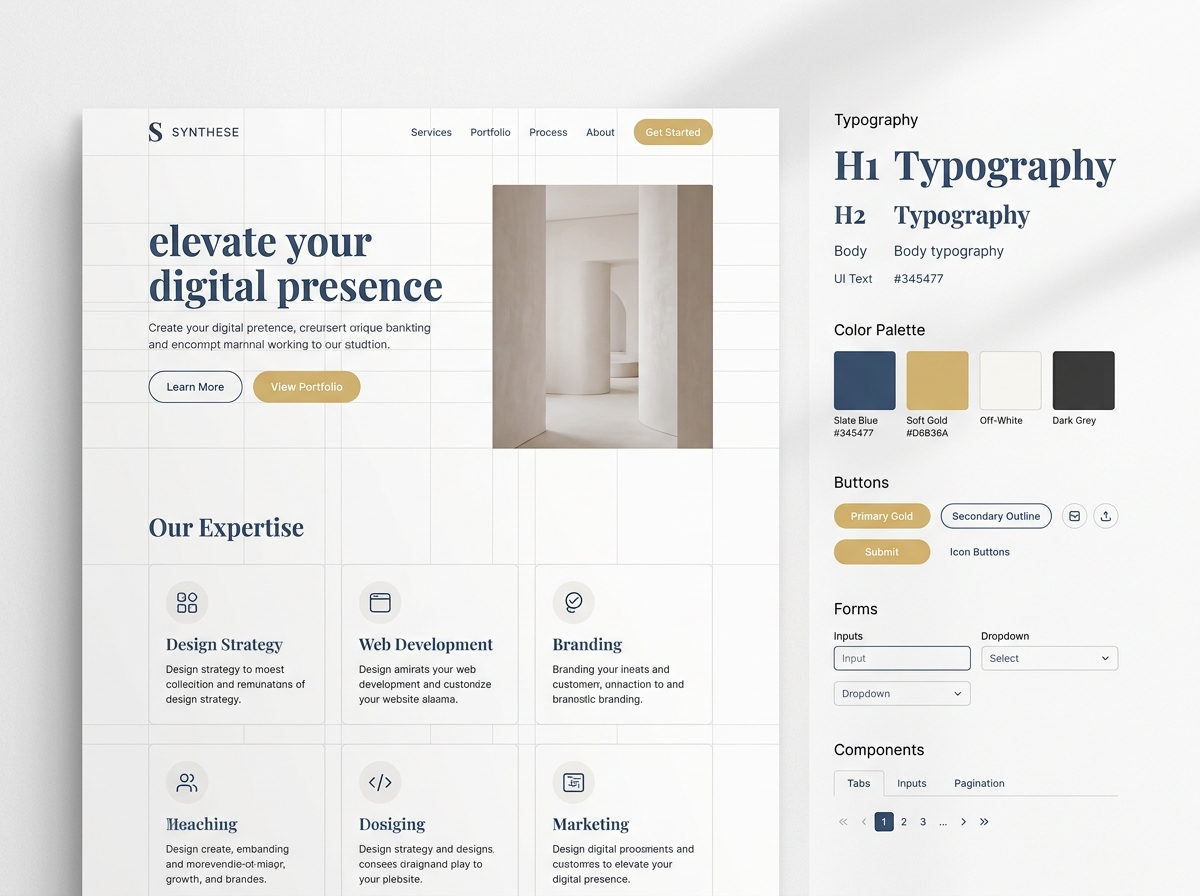 S SYNTHESE
Services Portfolio Process About Get Started
elevate your
digital presence
Create your digital pretence, creursert orique bankting
and encompt marnnal working to our studtion.
Learn More View Portfolio
Our Expertise
Design Strategy
Design strategy to moest
collecition and remunatons of
design strategy.
Web Development
Design amirats your web
development and custonize
your website alaama.
Branding
Branding your ineats and
customerr, onnaction to and
branostic branding.
Heaching
Design create, embanding
and morevendie-ot-miaor,
growth, and brandes.
Dosiging
Design strategy and designs.
consees draignand play to
your plebsite.
Marketing
Design digital proosments and
custorrres to elevate your
digital presence.
Typography
H1 Typography
H2 Typography
Body Body typography
UI Text #345477
Color Palette
Slate Blue
#345477
Soft Gold
#D6B36A
Off-White
Dark Grey
Buttons
Primary Gold Secondary Outline
Submit Icon Buttons
Forms
Inputs Dropdown
Input Select
Dropdown
Components
Tabs Inputs Pagination
« ‹ 1 2 3 ... › »